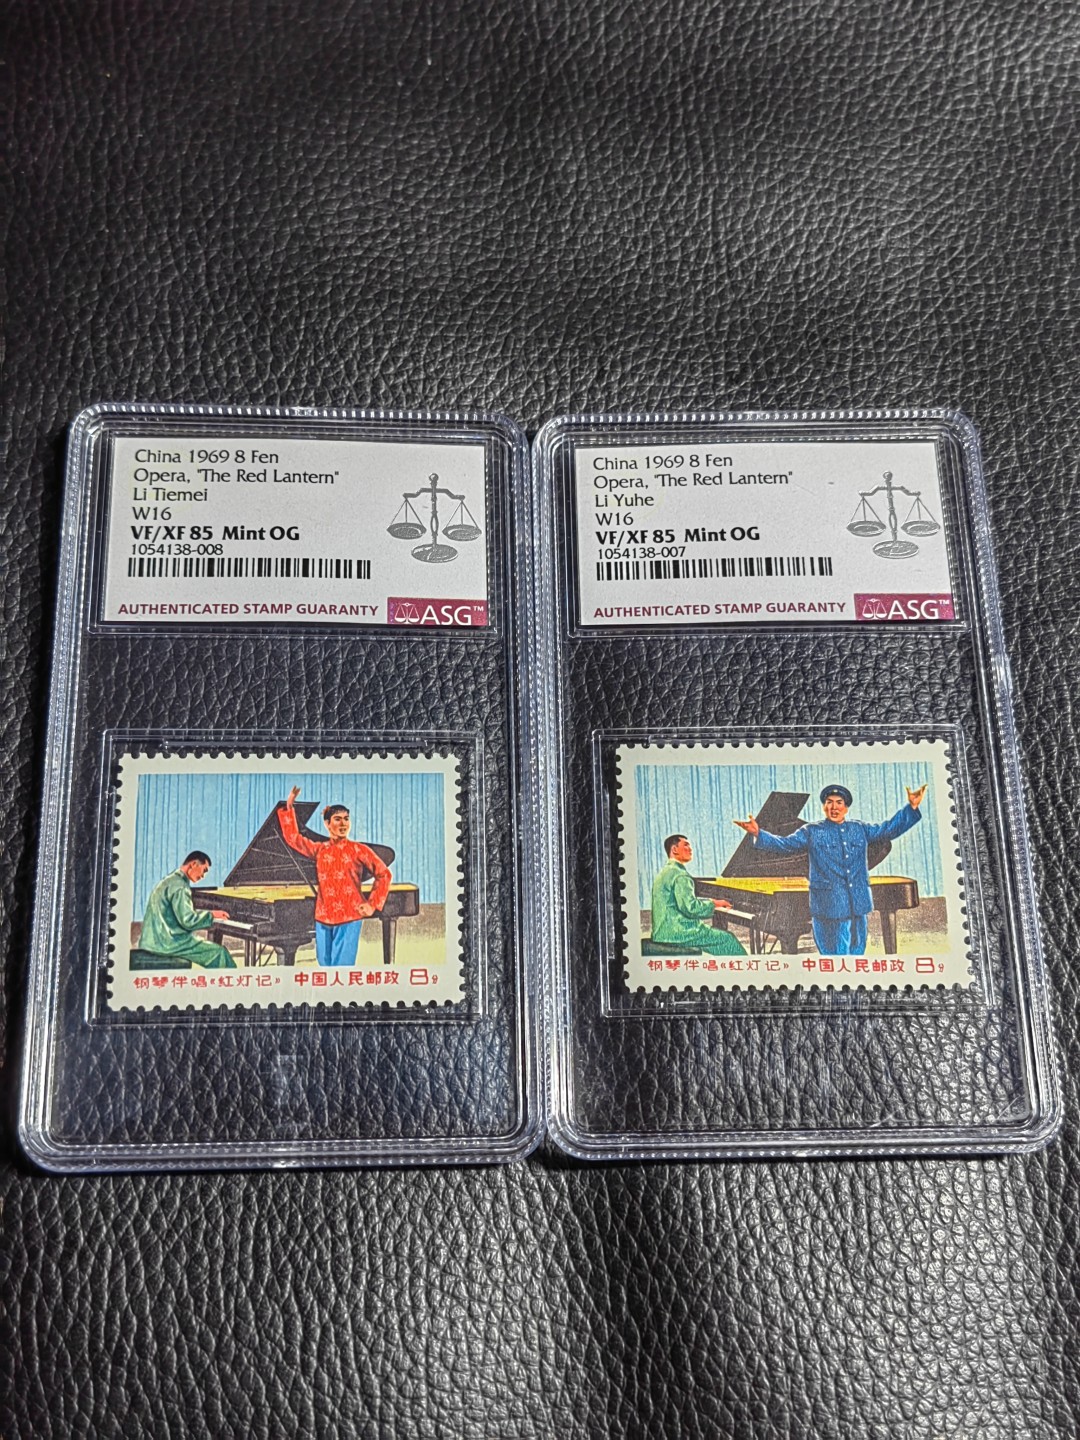 China 1969 8 Fen
Opera, "The Red Lantern"
Li Tiemei
W16
VF/XF 85 Mint OG
1054138-008
AUTHENTICATED STAMP GUARANTY ASG™
钢琴伴唱《红灯记》 中国人民邮政 8分
China 1969 8 Fen
Opera, "The Red Lantern"
Li Yuhe
W16
VF/XF 85 Mint OG
1054138-007
AUTHENTICATED STAMP GUARANTY ASG™
钢琴伴唱《红灯记》 中国人民邮政 8分